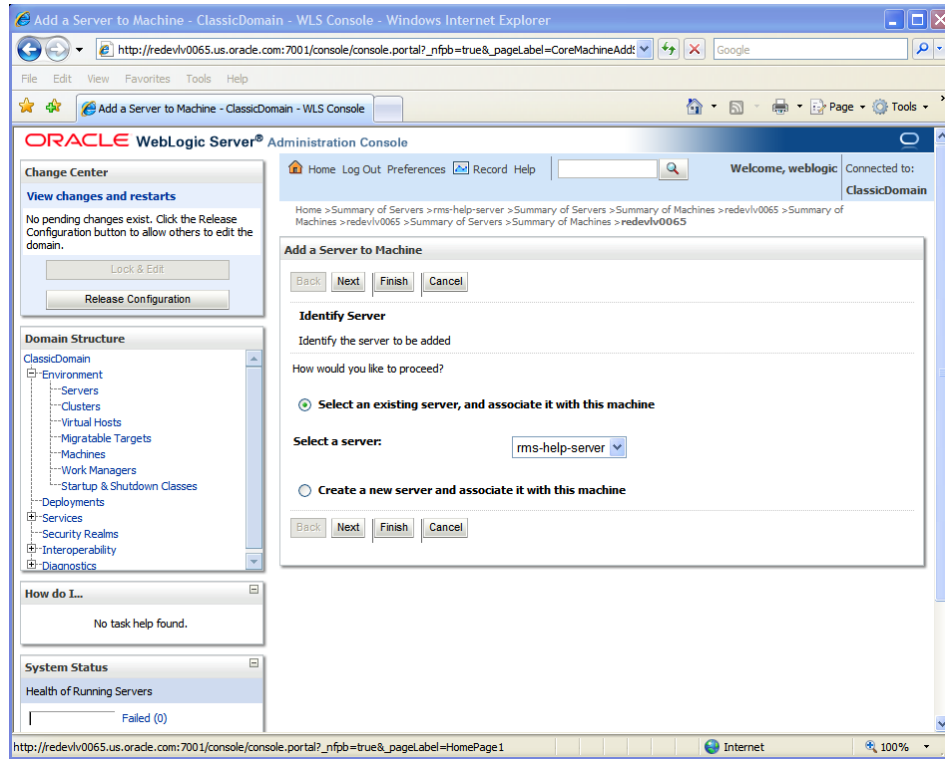 Add a Server to Machine - ClassicDomain - WLS Console - Windows Internet Explorer
http://redevlv0065.us.oracle.com:7001/console/console.portal?_nfpb=true&_pageLabel=CoreMachineAddS
Google
File Edit View Favorites Tools Help
Add a Server to Machine - ClassicDomain - WLS Console
Page Tools
ORACLE WebLogic Server® Administration Console
Change Center
View changes and restarts
No pending changes exist. Click the Release
Configuration button to allow others to edit the
domain.
Lock & Edit
Release Configuration
Domain Structure
ClassicDomain
Environment
Servers
Clusters
Virtual Hosts
Migratable Targets
Machines
Work Managers
Startup & Shutdown Classes
Deployments
Services
Security Realms
Interoperability
Diagnostics
How do I...
No task help found.
System Status
Health of Running Servers
Failed (0)
Home Log Out Preferences Record Help
Welcome, weblogic
Connected to:
ClassicDomain
Home >Summary of Servers >rms-help-server >Summary of Servers >Summary of Machines >redevlv0065 >Summary of
Machines >redevlv0065 >Summary of Servers >Summary of Machines >redevlv0065
Add a Server to Machine
Back Next Finish Cancel
Identify Server
Identify the server to be added
How would you like to proceed?
Select an existing server, and associate it with this machine
Select a server: rms-help-server
Create a new server and associate it with this machine
Back Next Finish Cancel
http://redevlv0065.us.oracle.com:7001/console/console.portal?_nfpb=true&_pageLabel=HomePage1
Internet
100%